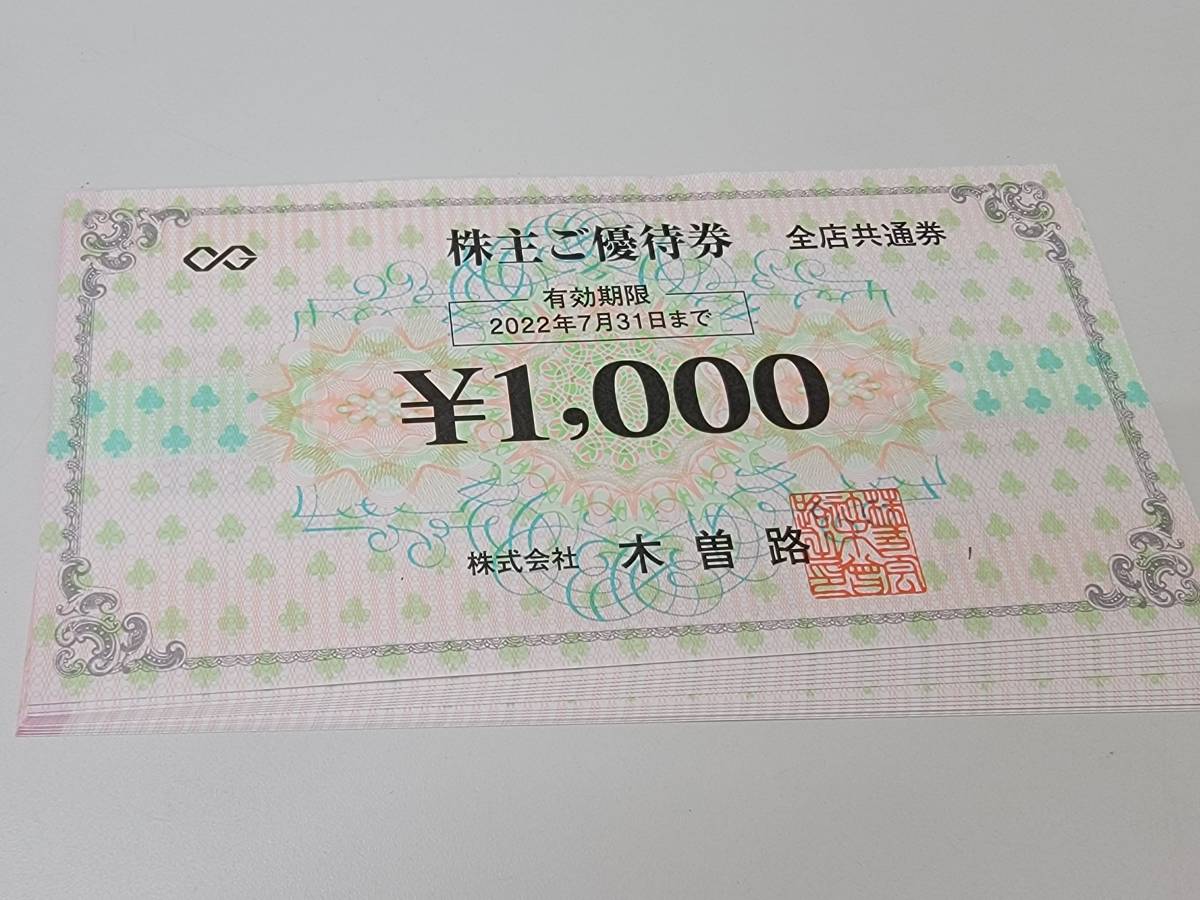 株主ご優待券 全店共通券
有効期限
2022年7月31日まで
¥1,000
株式会社 木曽路